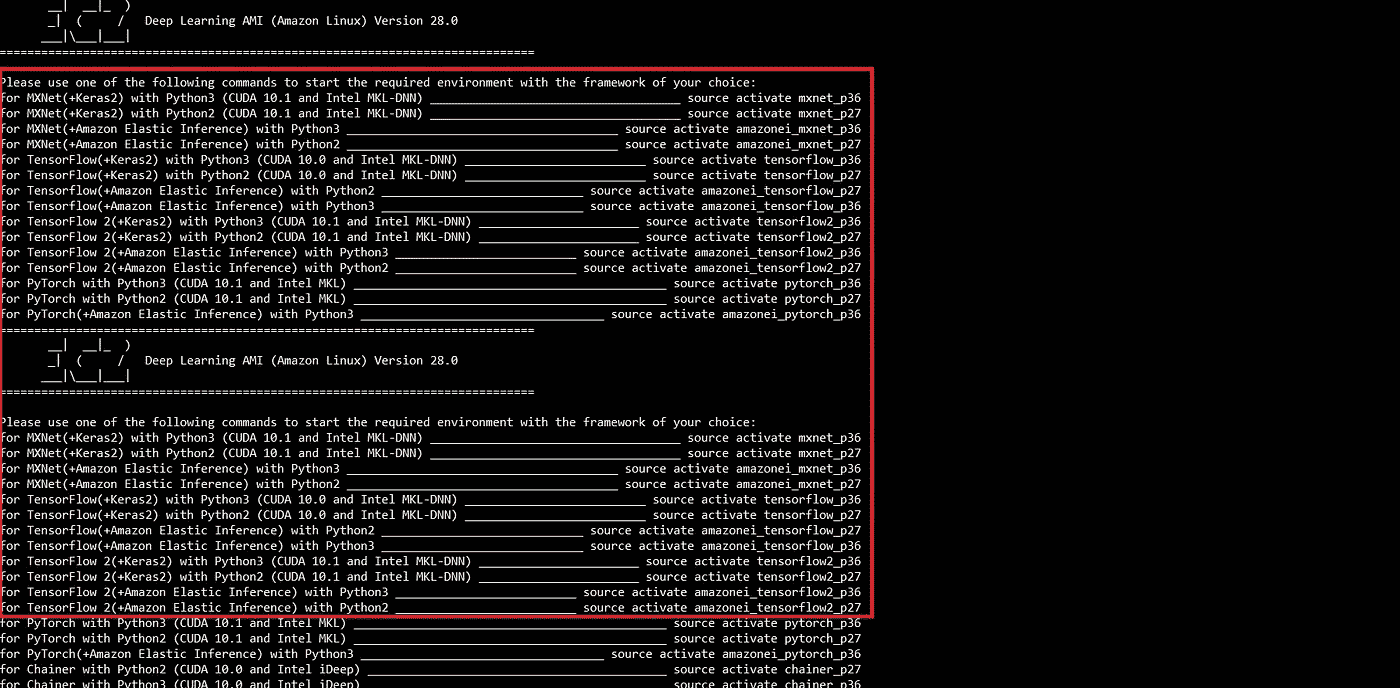 __|  __|_  )
_|  (     /   Deep Learning AMI (Amazon Linux) Version 28.0
___|\___|___|
=============================================================================
Please use one of the following commands to start the required environment with the framework of your choice:
for MXNet(+Keras2) with Python3 (CUDA 10.1 and Intel MKL-DNN) ____________________________________ source activate mxnet_p36
for MXNet(+Keras2) with Python2 (CUDA 10.1 and Intel MKL-DNN) ____________________________________ source activate mxnet_p27
for MXNet(+Amazon Elastic Inference) with Python3 _______________________________________ source activate amazonei_mxnet_p36
for MXNet(+Amazon Elastic Inference) with Python2 _______________________________________ source activate amazonei_mxnet_p27
for TensorFlow(+Keras2) with Python3 (CUDA 10.0 and Intel MKL-DNN) __________________________ source activate tensorflow_p36
for TensorFlow(+Keras2) with Python2 (CUDA 10.0 and Intel MKL-DNN) __________________________ source activate tensorflow_p27
for Tensorflow(+Amazon Elastic Inference) with Python2 _____________________________ source activate amazonei_tensorflow_p27
for Tensorflow(+Amazon Elastic Inference) with Python3 _____________________________ source activate amazonei_tensorflow_p36
for TensorFlow 2(+Keras2) with Python3 (CUDA 10.1 and Intel MKL-DNN) _______________________ source activate tensorflow2_p36
for TensorFlow 2(+Keras2) with Python2 (CUDA 10.1 and Intel MKL-DNN) _______________________ source activate tensorflow2_p27
for TensorFlow 2(+Amazon Elastic Inference) with Python3 __________________________ source activate amazonei_tensorflow2_p36
for TensorFlow 2(+Amazon Elastic Inference) with Python2 __________________________ source activate amazonei_tensorflow2_p27
for PyTorch with Python3 (CUDA 10.1 and Intel MKL) _____________________________________________ source activate pytorch_p36
for PyTorch with Python2 (CUDA 10.1 and Intel MKL) _____________________________________________ source activate pytorch_p27
for PyTorch(+Amazon Elastic Inference) with Python3 ___________________________________ source activate amazonei_pytorch_p36
=============================================================================
__|  __|_  )
_|  (     /   Deep Learning AMI (Amazon Linux) Version 28.0
___|\___|___|
=============================================================================
Please use one of the following commands to start the required environment with the framework of your choice:
for MXNet(+Keras2) with Python3 (CUDA 10.1 and Intel MKL-DNN) ____________________________________ source activate mxnet_p36
for MXNet(+Keras2) with Python2 (CUDA 10.1 and Intel MKL-DNN) ____________________________________ source activate mxnet_p27
for MXNet(+Amazon Elastic Inference) with Python3 _______________________________________ source activate amazonei_mxnet_p36
for MXNet(+Amazon Elastic Inference) with Python2 _______________________________________ source activate amazonei_mxnet_p27
for TensorFlow(+Keras2) with Python3 (CUDA 10.0 and Intel MKL-DNN) __________________________ source activate tensorflow_p36
for TensorFlow(+Keras2) with Python2 (CUDA 10.0 and Intel MKL-DNN) __________________________ source activate tensorflow_p27
for Tensorflow(+Amazon Elastic Inference) with Python2 _____________________________ source activate amazonei_tensorflow_p27
for Tensorflow(+Amazon Elastic Inference) with Python3 _____________________________ source activate amazonei_tensorflow_p36
for TensorFlow 2(+Keras2) with Python3 (CUDA 10.1 and Intel MKL-DNN) _______________________ source activate tensorflow2_p36
for TensorFlow 2(+Keras2) with Python2 (CUDA 10.1 and Intel MKL-DNN) _______________________ source activate tensorflow2_p27
for TensorFlow 2(+Amazon Elastic Inference) with Python3 __________________________ source activate amazonei_tensorflow2_p36
for TensorFlow 2(+Amazon Elastic Inference) with Python2 __________________________ source activate amazonei_tensorflow2_p27
for PyTorch with Python3 (CUDA 10.1 and Intel MKL) _____________________________________________ source activate pytorch_p36
for PyTorch with Python2 (CUDA 10.1 and Intel MKL) _____________________________________________ source activate pytorch_p27
for PyTorch(+Amazon Elastic Inference) with Python3 ___________________________________ source activate amazonei_pytorch_p36
for Chainer with Python2 (CUDA 10.0 and Intel iDeep) ___________________________________________ source activate chainer_p27
for Chainer with Python3 (CUDA 10.0 and Intel iDeep) ___________________________________________ source activate chainer_p36